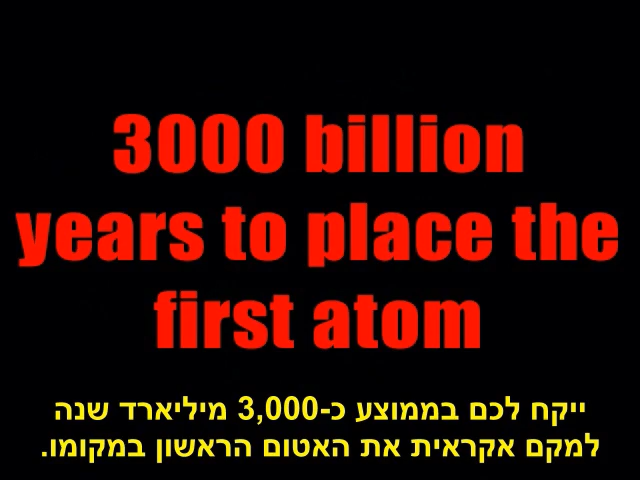 3000 billion
years to place the
first atom
ייקח לכם בממוצע כ-3,000 מיליארד שנה
למקם אקראית את האטום הראשון במקומו.